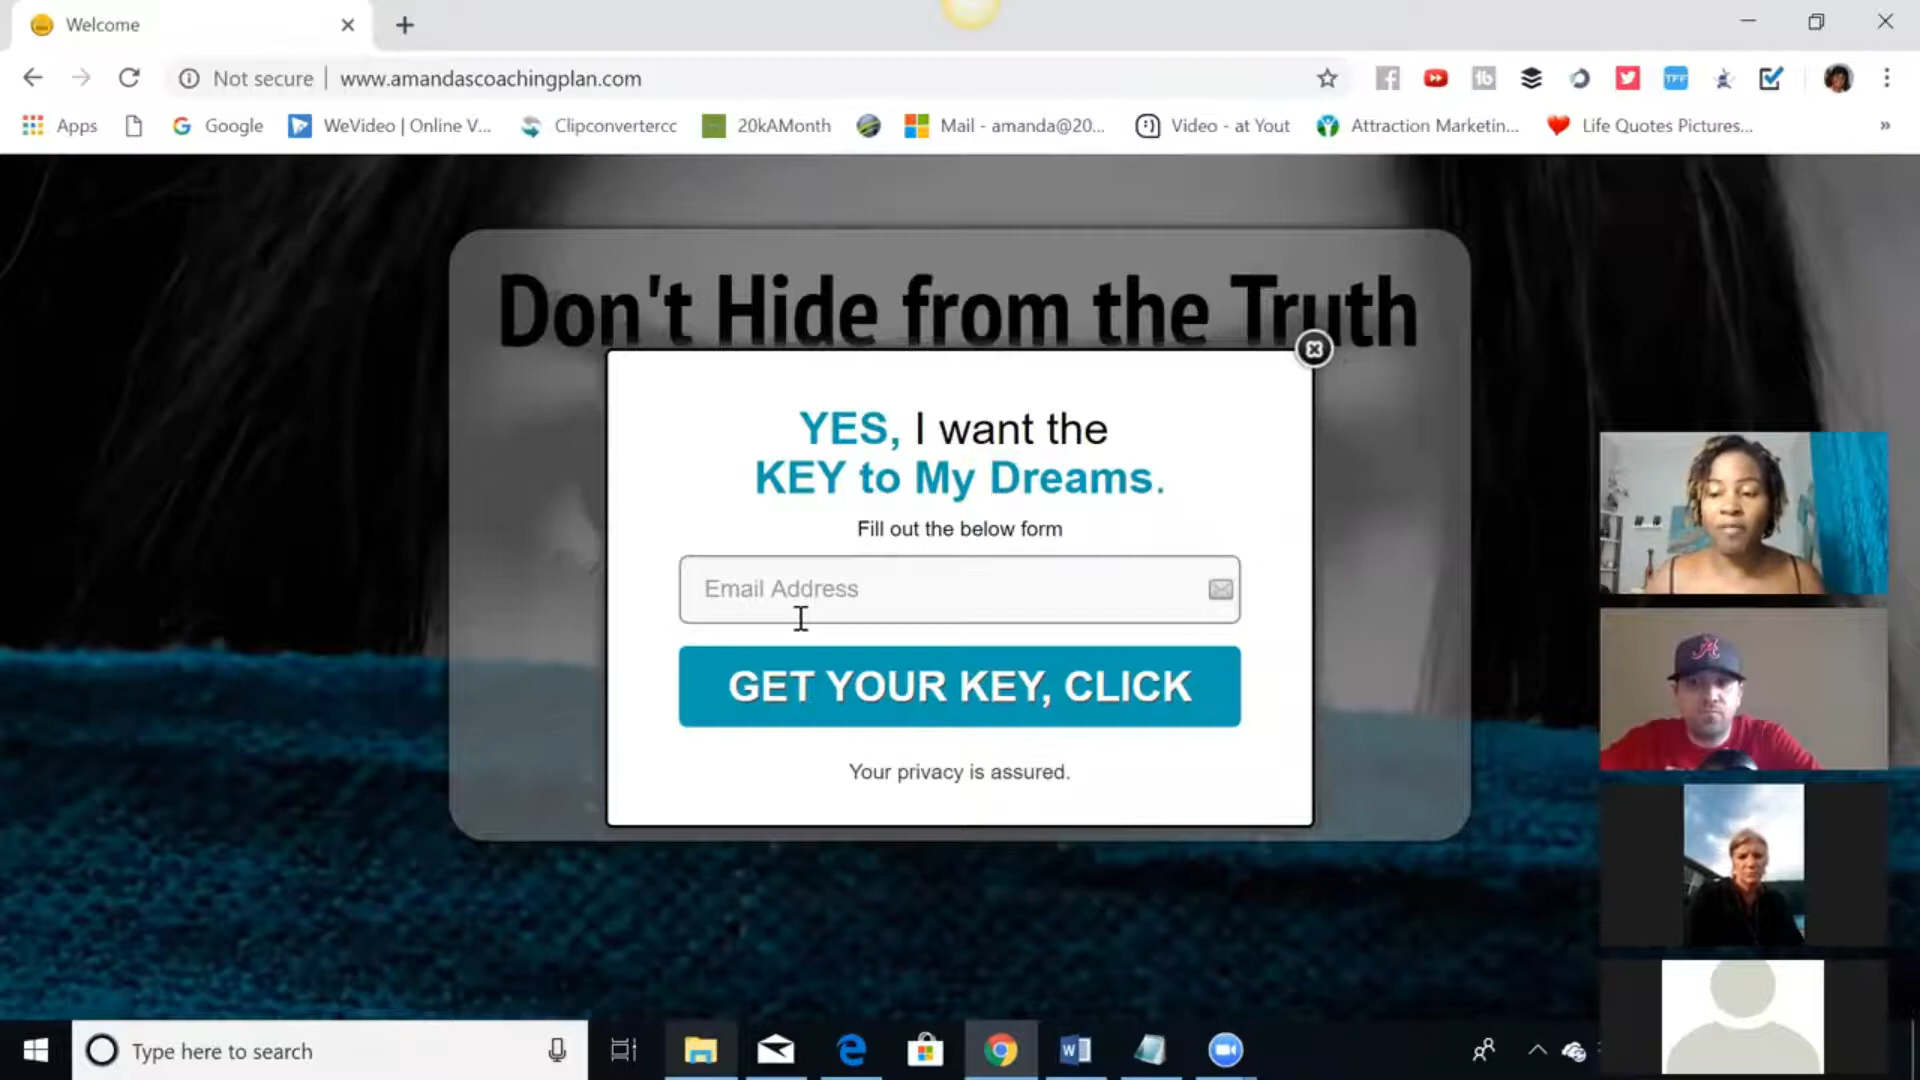 Welcome
Not secure
www.amandascoachingplan.com
TFF
Apps
Google
WeVideo | Online V...
Clipconvertercc
20kAMonth
Mail - amanda@20...
Video - at Yout
Attraction Marketin...
Life Quotes Pictures...
»
Don't Hide from the Truth
YES, I want the
KEY to My Dreams.
Fill out the below form
Email Address
GET YOUR KEY, CLICK
Your privacy is assured.
A
Type here to search